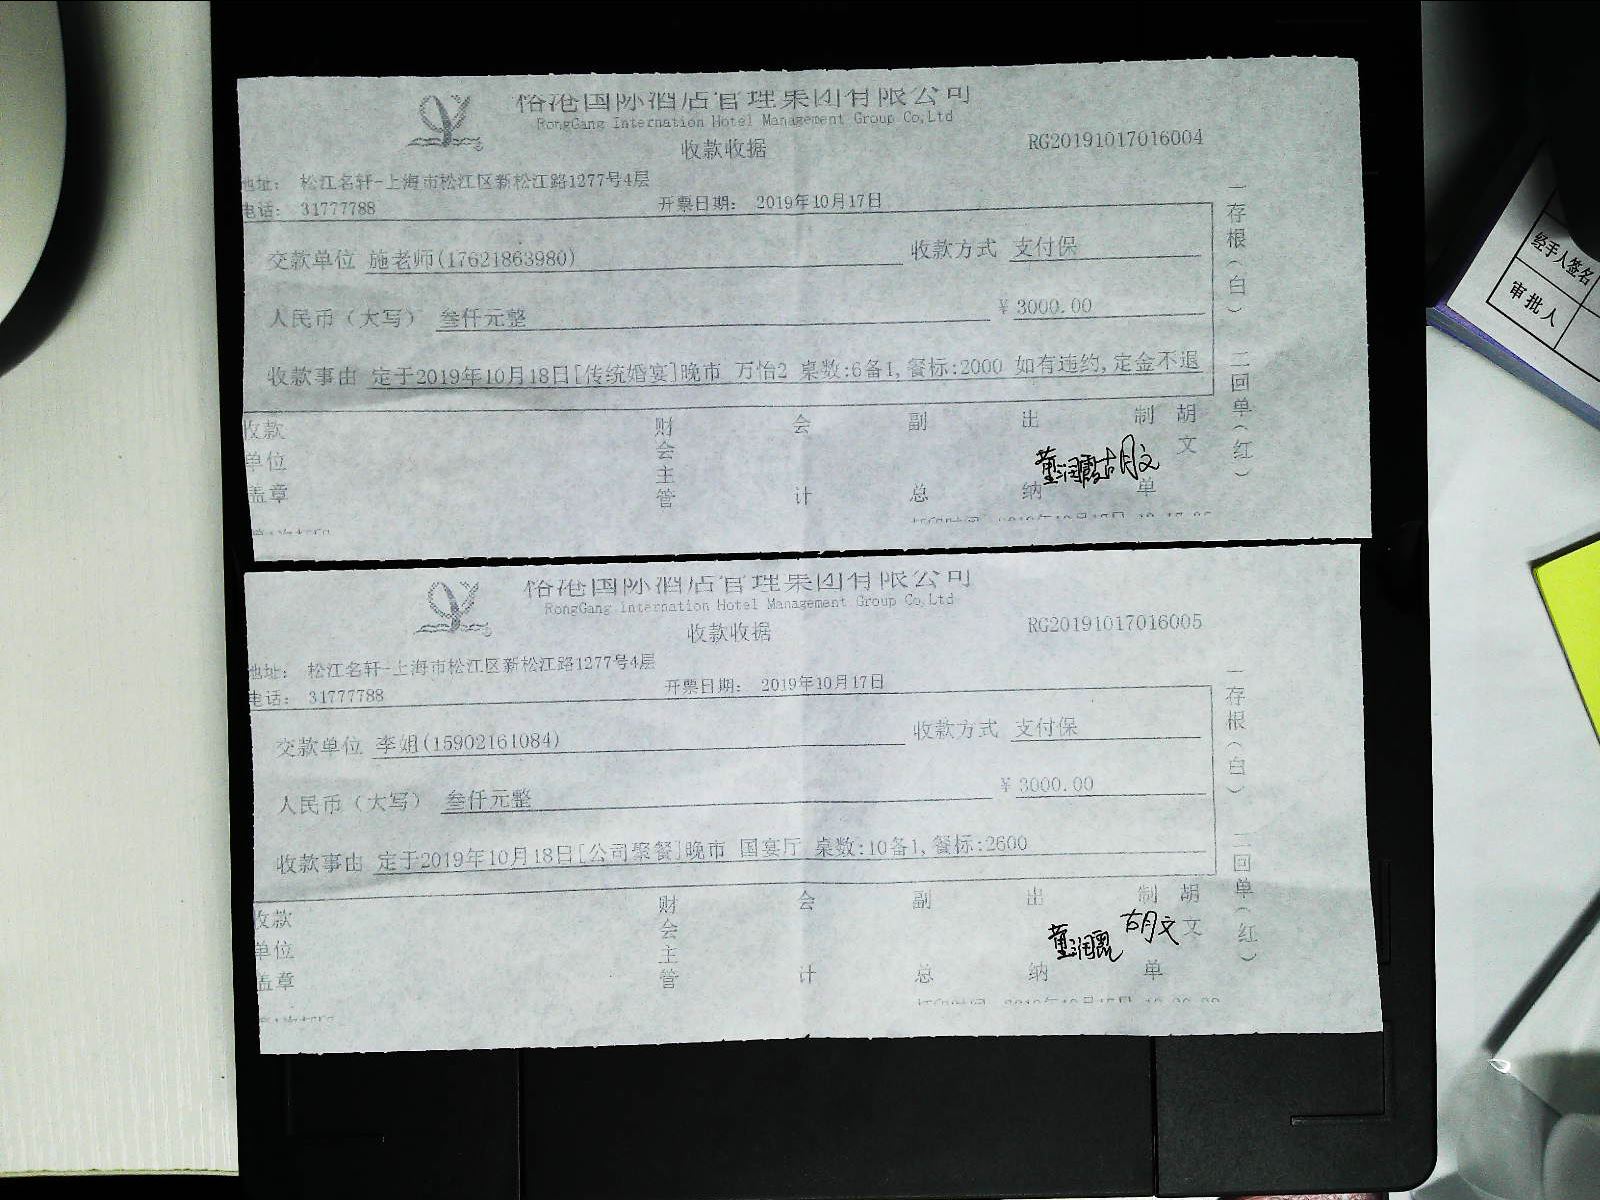 俗港国际酒店管理集团有限公司
RongGang Internation Hotel Management Group Co,Ltd
收款收据
RG20191017016004
地址： 松江名轩-上海市松江区新松江路1277号4层
电话： 31777788
开票日期： 2019年10月17日
交款单位 施老师(17621863980) 收款方式 支付保
人民币（大写） 叁仟元整 ￥3000.00
收款事由 定于2019年10月18日[传统婚宴]晚市 万怡2 桌数:6备1,餐标:2000 如有违约,定金不退
收款单位盖章 财会主管 会计 副总 出纳 制单 胡文
胡文
一存根（白） 二回单（红）
俗港国际酒店管理集团有限公司
RongGang Internation Hotel Management Group Co,Ltd
收款收据
RG20191017016005
地址： 松江名轩-上海市松江区新松江路1277号4层
电话： 31777788
开票日期： 2019年10月17日
交款单位 李姐(15902161084) 收款方式 支付保
人民币（大写） 叁仟元整 ￥3000.00
收款事由 定于2019年10月18日[公司聚餐]晚市 国宴厅 桌数:10备1,餐标:2600
收款单位盖章 财会主管 会计 副总 出纳 制单 胡文
胡文
一存根（白） 二回单（红）
经手人签名
审批人